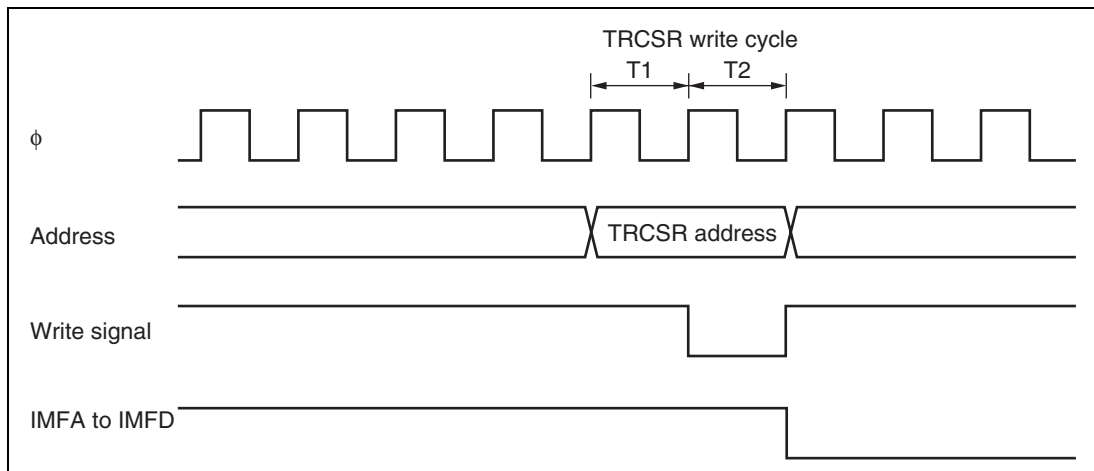 TRCSR write cycle
T1 T2
ϕ
Address
TRCSR address
Write signal
IMFA to IMFD